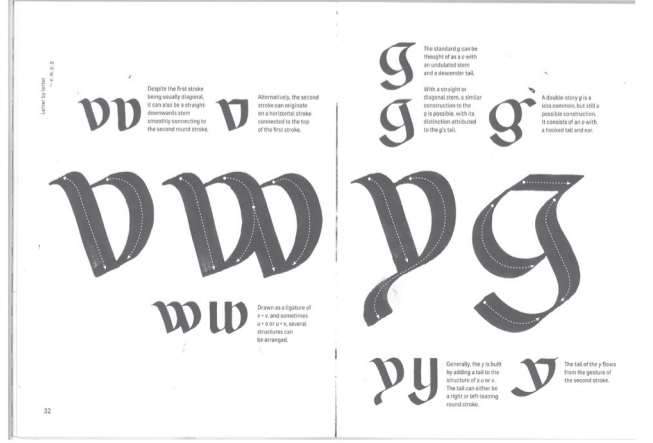 Letter by letter
— v, w, y, g
Despite the first stroke
being usually diagonal,
it can also be a straight-
downwards stem
smoothly connecting to
the second round stroke.
Alternatively, the second
stroke can originate
on a horizontal stroke
connected to the top
of the first stroke.
v v
v
v w
w w
Drawn as a ligature of
v + v, and sometimes
u + o or u + v, several
structures can
be arranged.
32
g
The standard g can be
thought of as a c with
an undulated stem
and a descender tail.
g
With a straight or
diagonal stem, a similar
construction to the
q is possible, with its
distinction attributed
to the g's tail.
g
A double-story g is a
less common, but still a
possible construction.
It consists of an o with
a hooked tail and ear.
y g
y y
Generally, the y is built
by adding a tail to the
structure of a u or v.
The tail can either be
a right or left-leaning
round stroke.
y
The tail of the y flows
from the gesture of
the second stroke.